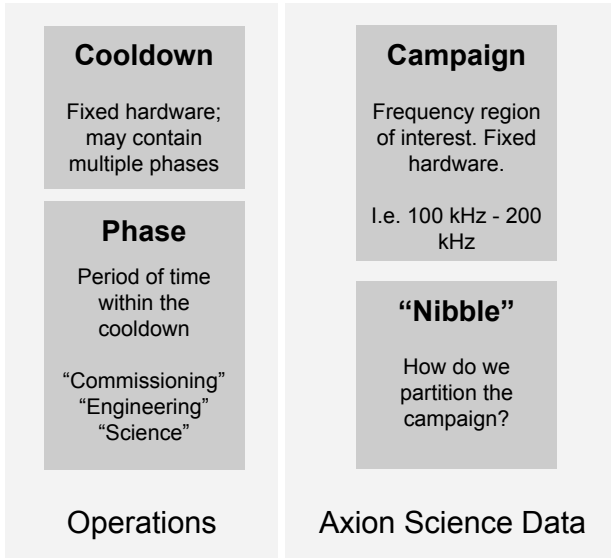 Cooldown
Fixed hardware;
may contain
multiple phases
Phase
Period of time
within the
cooldown
“Commissioning”
“Engineering”
“Science”
Operations
Campaign
Frequency region
of interest. Fixed
hardware.
I.e. 100 kHz - 200
kHz
“Nibble”
How do we
partition the
campaign?
Axion Science Data